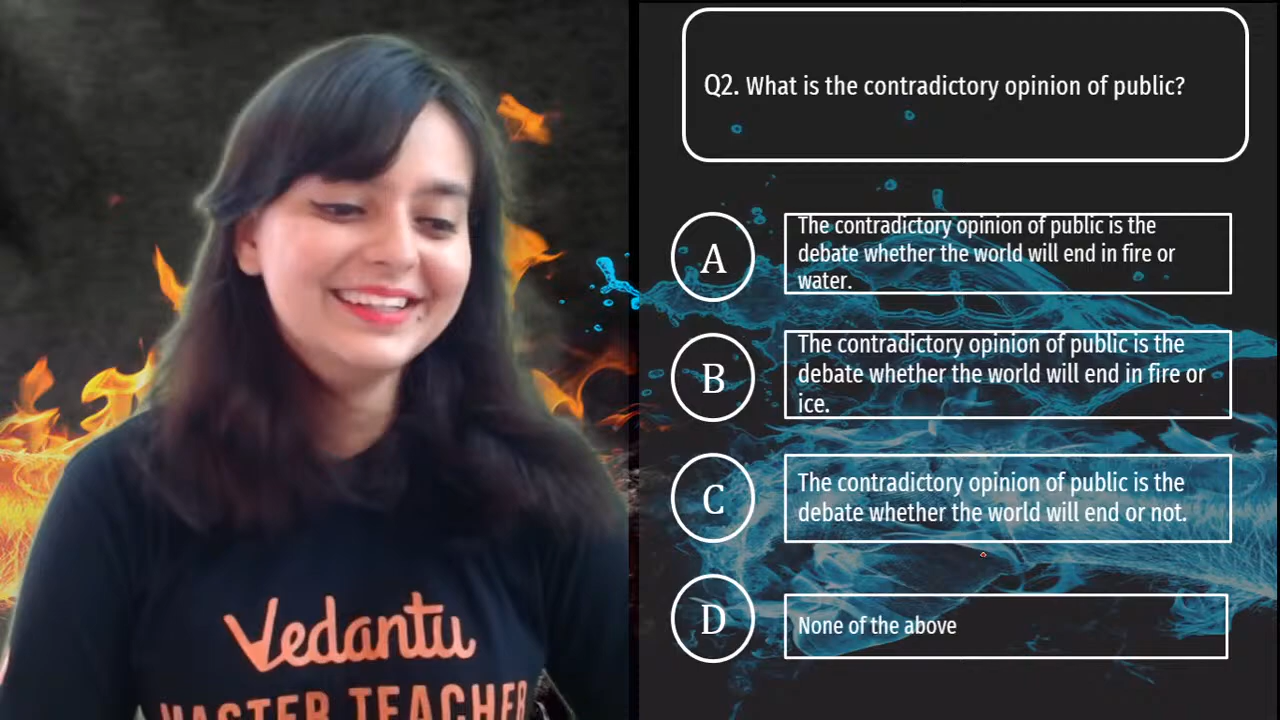 Q2. What is the contradictory opinion of public?
A
The contradictory opinion of public is the
debate whether the world will end in fire or
water.
B
The contradictory opinion of public is the
debate whether the world will end in fire or
ice.
C
The contradictory opinion of public is the
debate whether the world will end or not.
D
None of the above
Vedantu
MASTER TEACHER